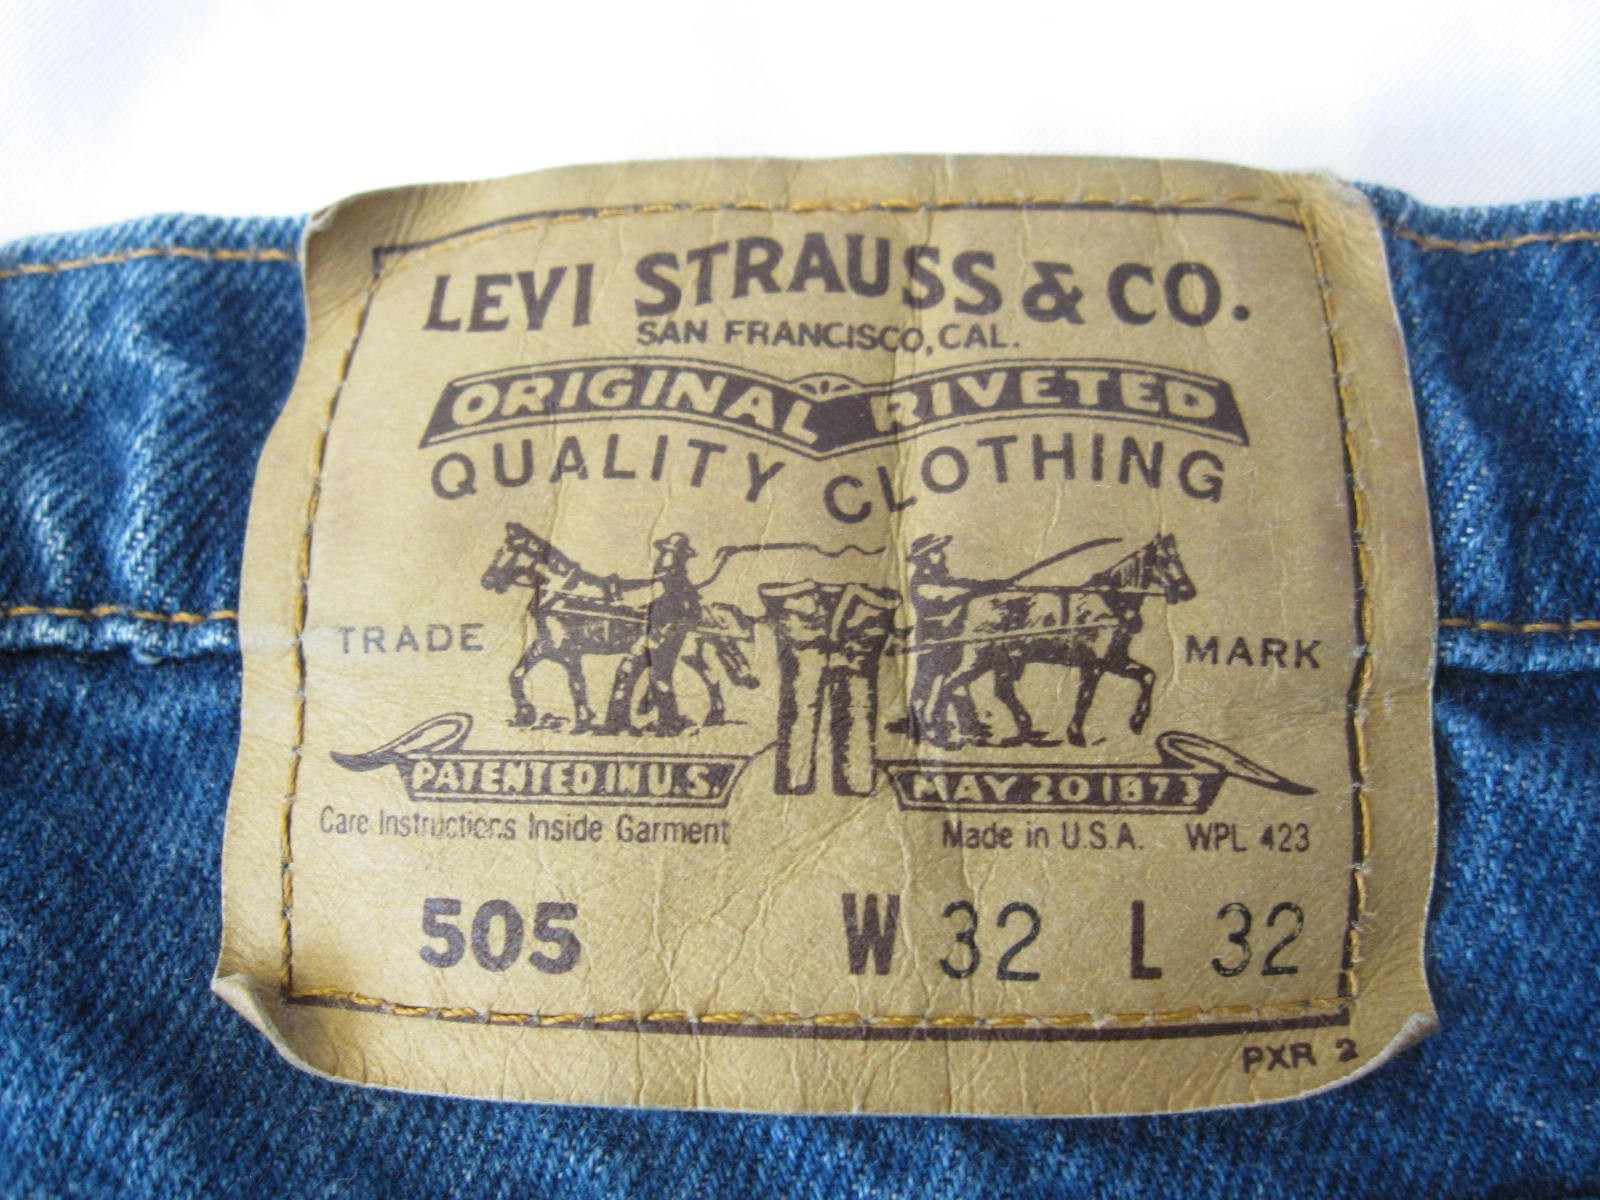 LEVI STRAUSS & CO.
SAN FRANCISCO, CAL.
ORIGINAL RIVETED
QUALITY CLOTHING
TRADE MARK
PATENTED IN U.S. MAY 20 1873
Care Instructions Inside Garment Made in U.S.A. WPL 423
505 W 32 L 32
PXR 2